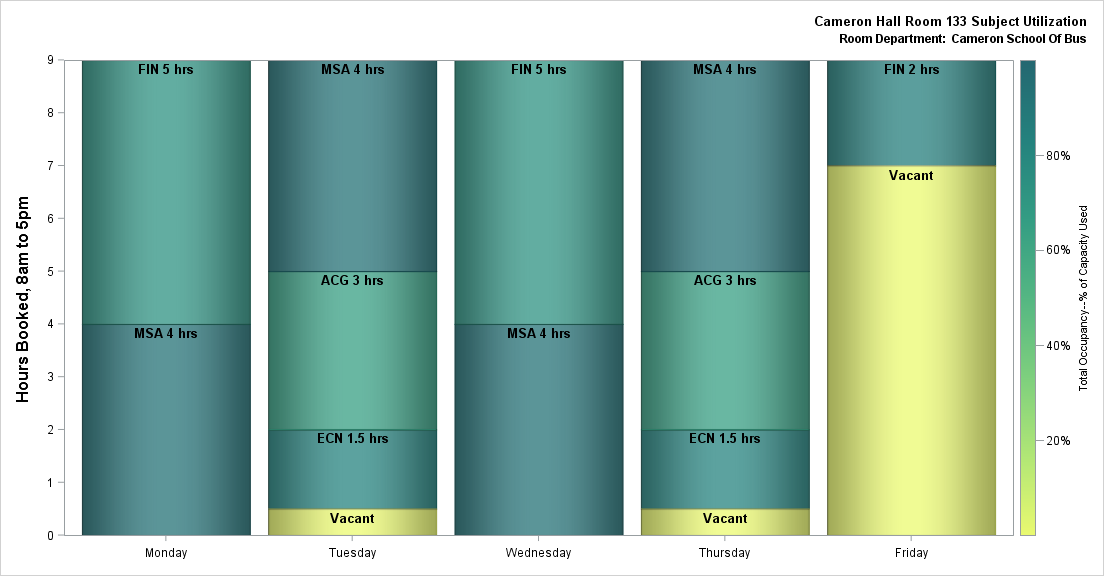 Cameron Hall Room 133 Subject Utilization
Room Department: Cameron School Of Bus
Hours Booked, 8am to 5pm
9
8
7
6
5
4
3
2
1
0
FIN 5 hrs
MSA 4 hrs
MSA 4 hrs
ACG 3 hrs
ECN 1.5 hrs
Vacant
FIN 5 hrs
MSA 4 hrs
MSA 4 hrs
ACG 3 hrs
ECN 1.5 hrs
Vacant
FIN 2 hrs
Vacant
Monday
Tuesday
Wednesday
Thursday
Friday
80%
60%
40%
20%
Total Occupancy--% of Capacity Used